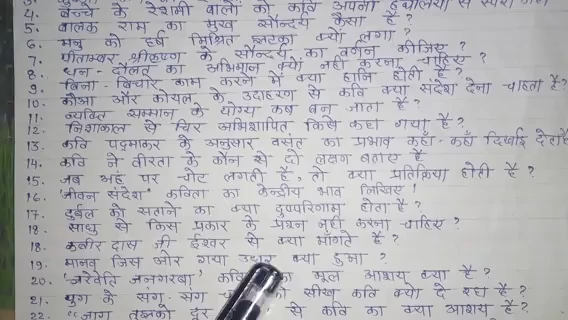 4. बच्चे के रेशमी बालों को कवि अपनी उंगलियों से स्पर्श
5. बालक राम का मुख सौन्दर्य कैसा है?
6. मनु को हर्ष मिश्रित झटका क्यों लगा?
7. पीताम्बर श्रीकृष्ण के सौन्दर्य का वर्णन कीजिए?
8. धन-दौलत का अभिमान क्यों नहीं करना चाहिए?
9. बिना-विचारे काम करने में क्या हानि होती है?
10. कौआ और कोयल के उदाहरण से कवि क्या संदेश देना चाहता है?
11. व्यक्ति सम्मान के योग्य कब बन जाता है?
12. निशाकाल से चिर अभिशापित किसे कहा गया है?
13. कवि पद्माकर के अनुसार वसंत का प्रभाव कहाँ-कहाँ दिखाई देता है
14. कवि ने वीरता के कौन से दो लक्षण बताए है
15. जब अहं पर चोट लगती है, तो क्या प्रतिक्रिया होती है?
16. 'जीवन संदेश' कविता का केन्द्रीय भाव लिखिए!
17. दुर्बल को सताने का क्या दुष्परिणाम होता है?
18. साधु से किस प्रकार के प्रश्न नहीं करना चाहिए?
18. कबीर दास जी ईश्वर से क्या माँगते है?
19. मानव जिस ओर गया उधर क्या हुआ?
20. 'चरैवेति जनगरबा' का मूल आशय क्या है?
21. युग के संग-संग की सीख कवि क्यों दे रहा है?
22. "जाग तुझको दूर से कवि का क्या आशय है?